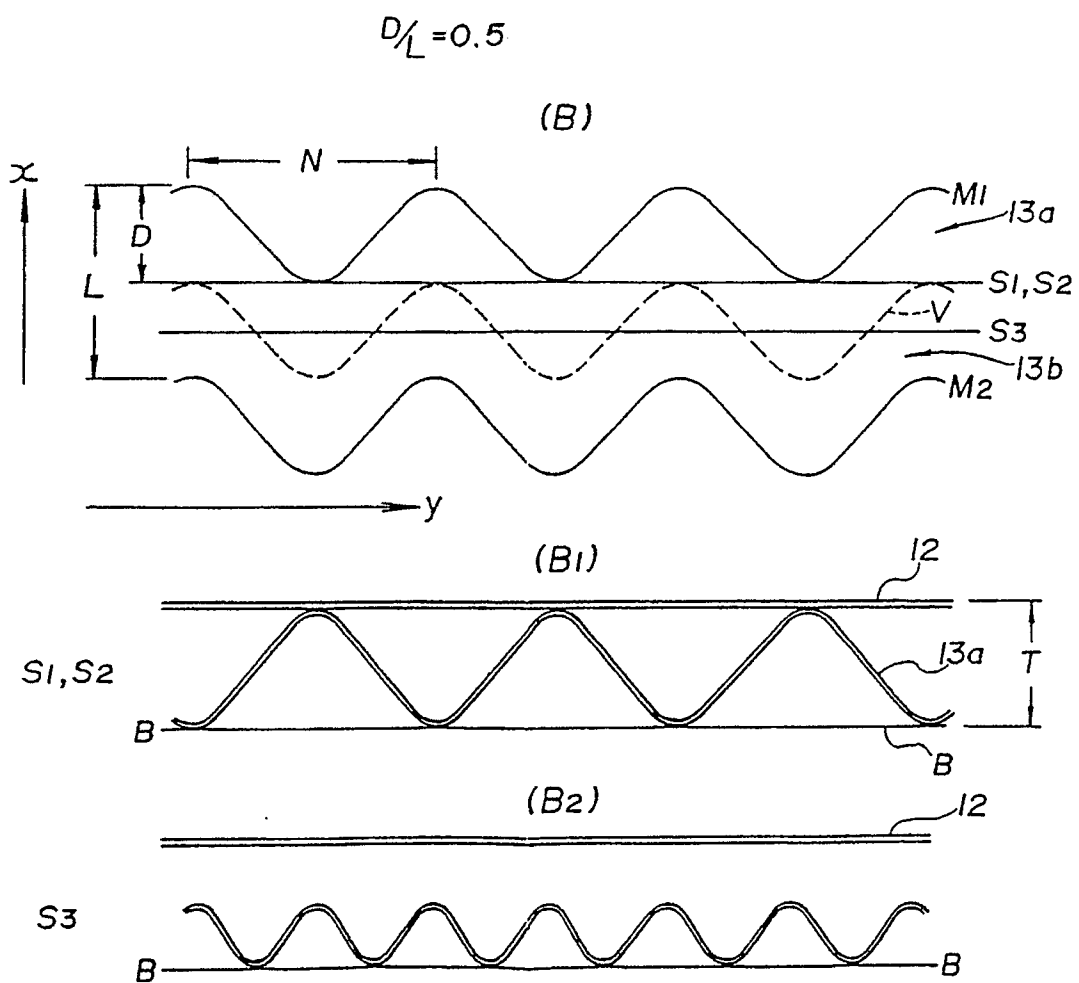 D/L=0.5
(B)
x
N
M1
13a
D
L
S1,S2
V
S3
13b
M2
y
(B1)
12
S1,S2
13a
T
B
B
(B2)
12
S3
B
B